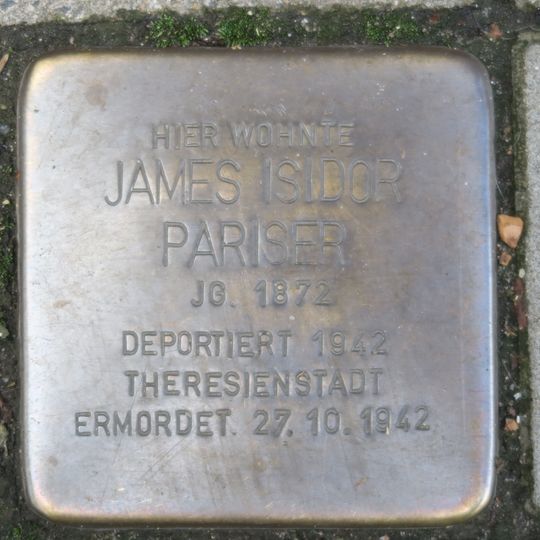 HIER WOHNTE
JAMES ISIDOR
PARISER
JG. 1872
DEPORTIERT 1942
THERESIENSTADT
ERMORDET 27.10.1942